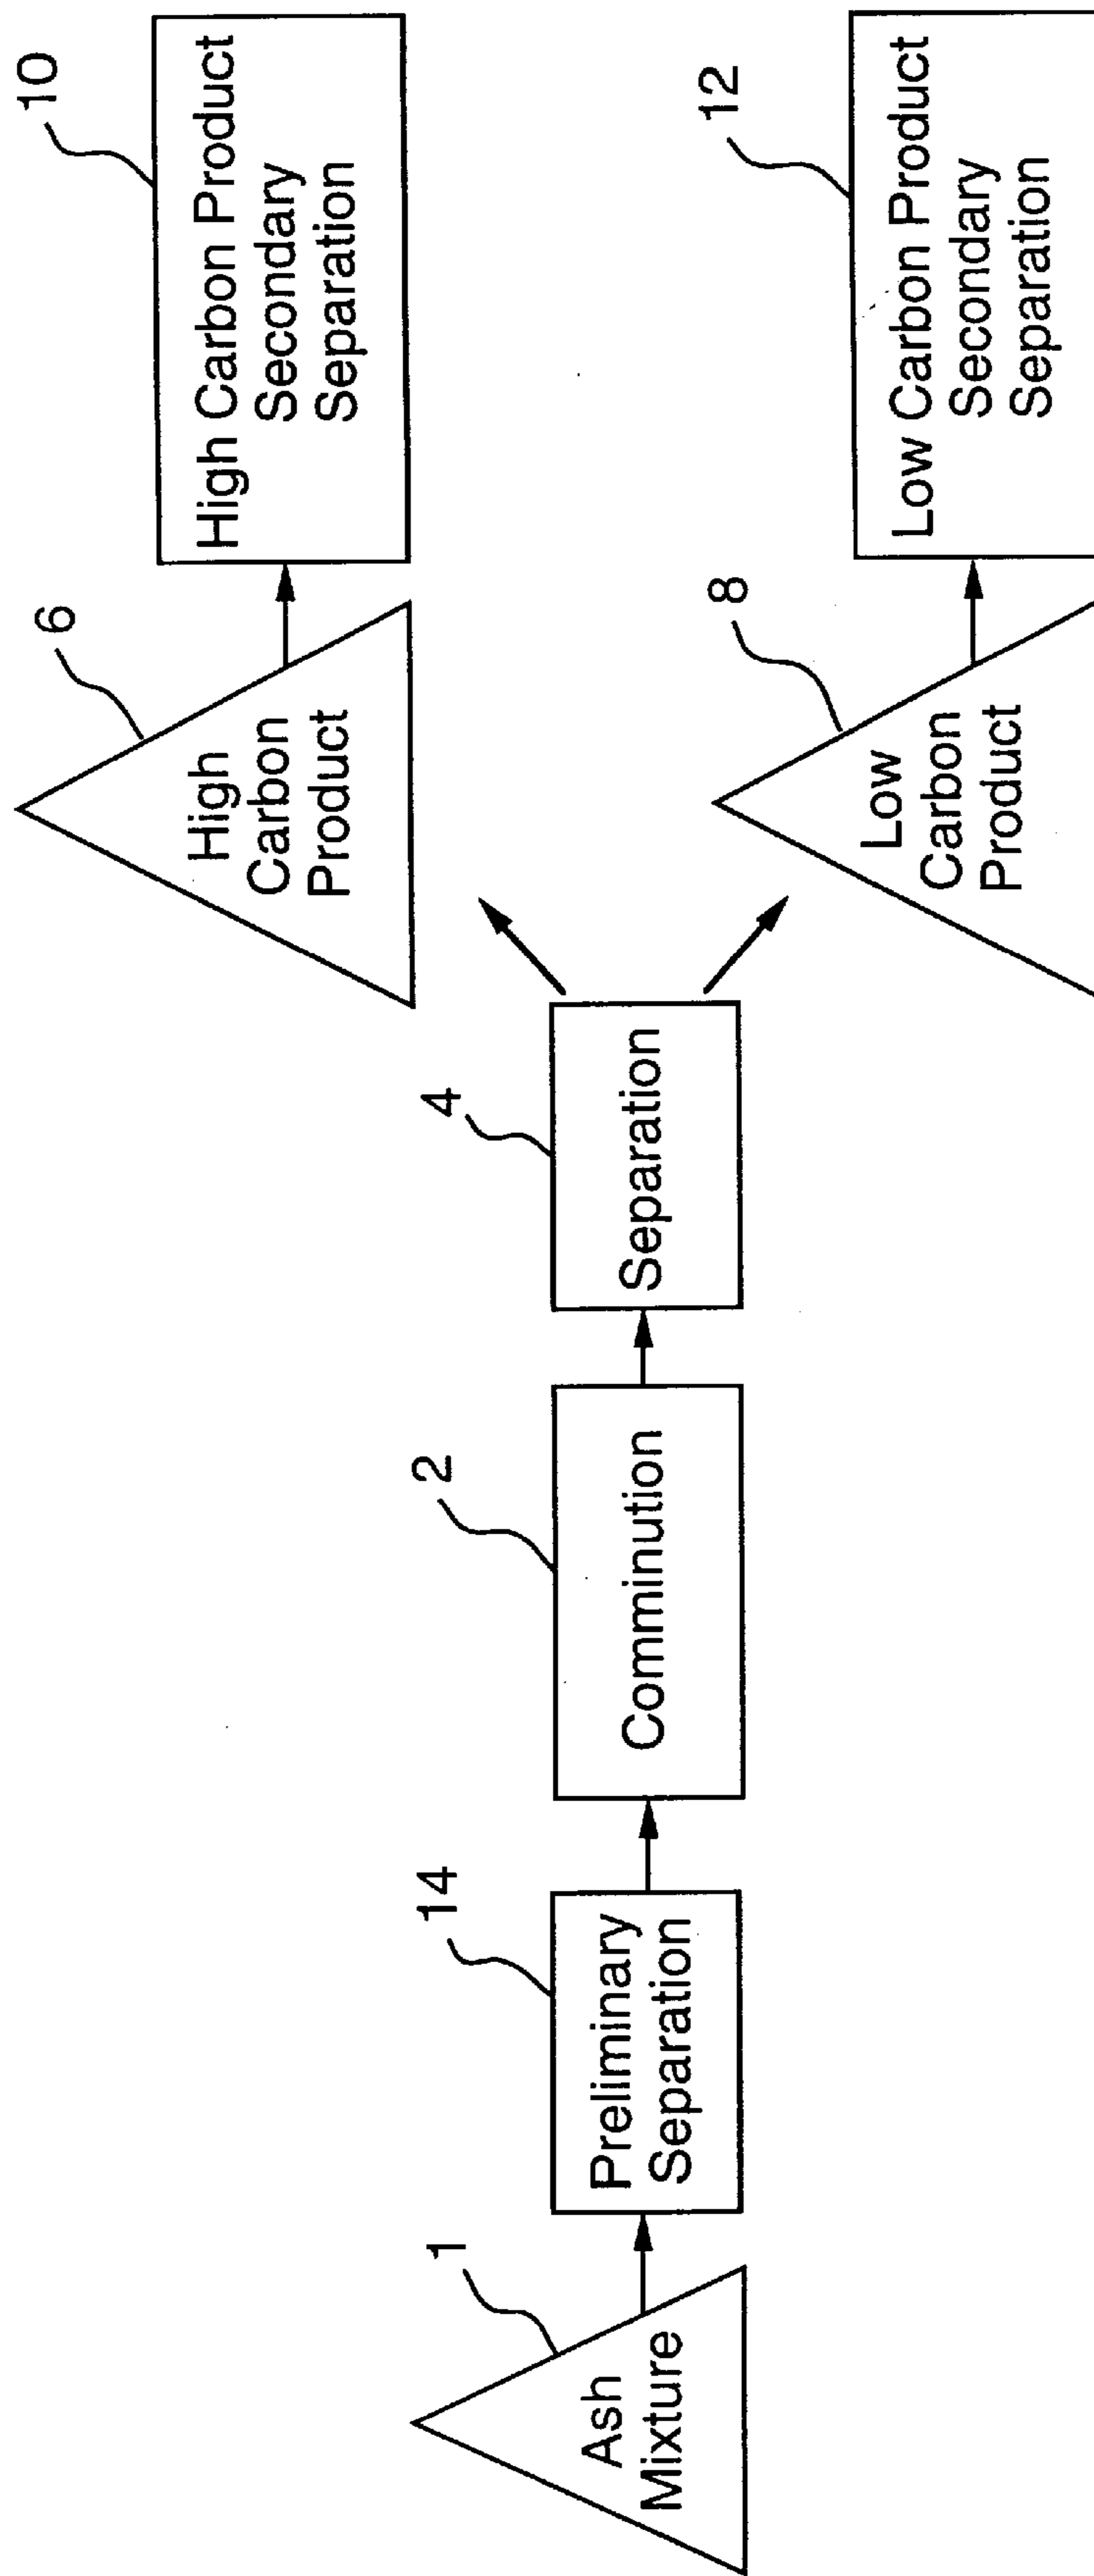 1
Ash
Mixture
14
Preliminary
Separation
2
Comminution
4
Separation
6
High
Carbon
Product
10
High Carbon Product
Secondary
Separation
8
Low
Carbon
Product
12
Low Carbon Product
Secondary
Separation